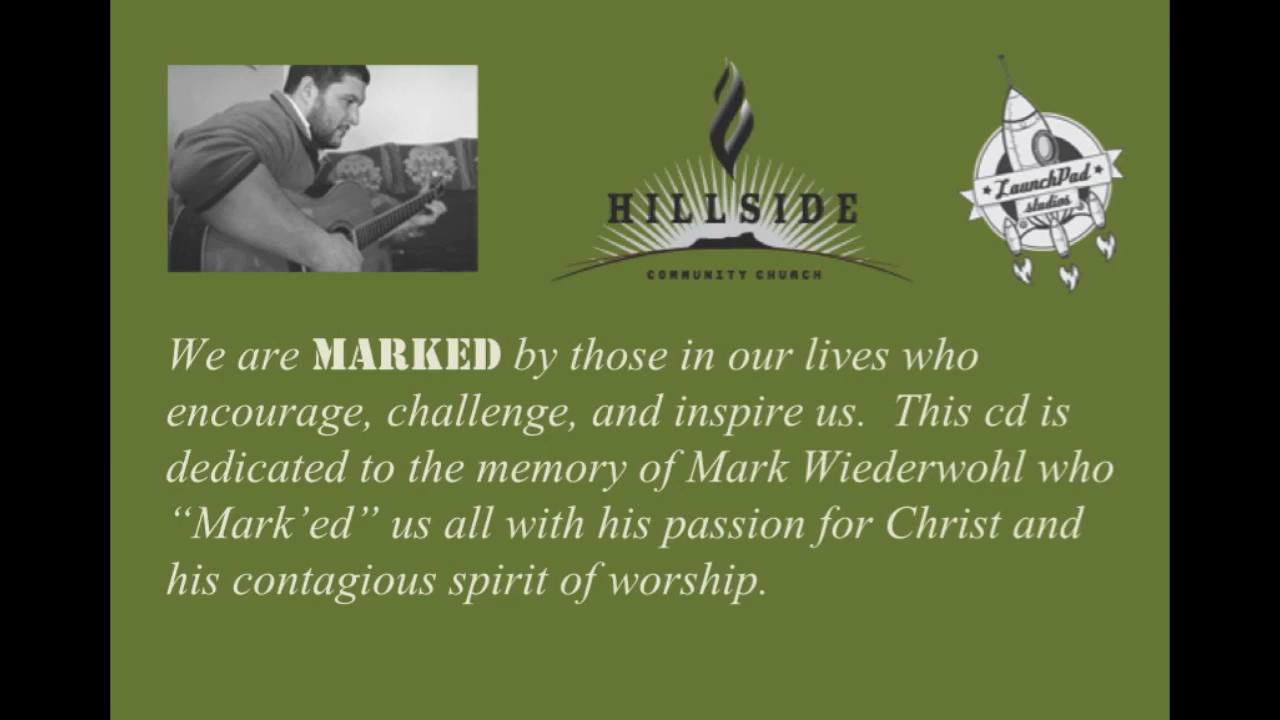 HILLSIDE
COMMUNITY CHURCH
LaunchPad
studios
We are MARKED by those in our lives who
encourage, challenge, and inspire us.  This cd is
dedicated to the memory of Mark Wiederwohl who
“Mark’ed” us all with his passion for Christ and
his contagious spirit of worship.